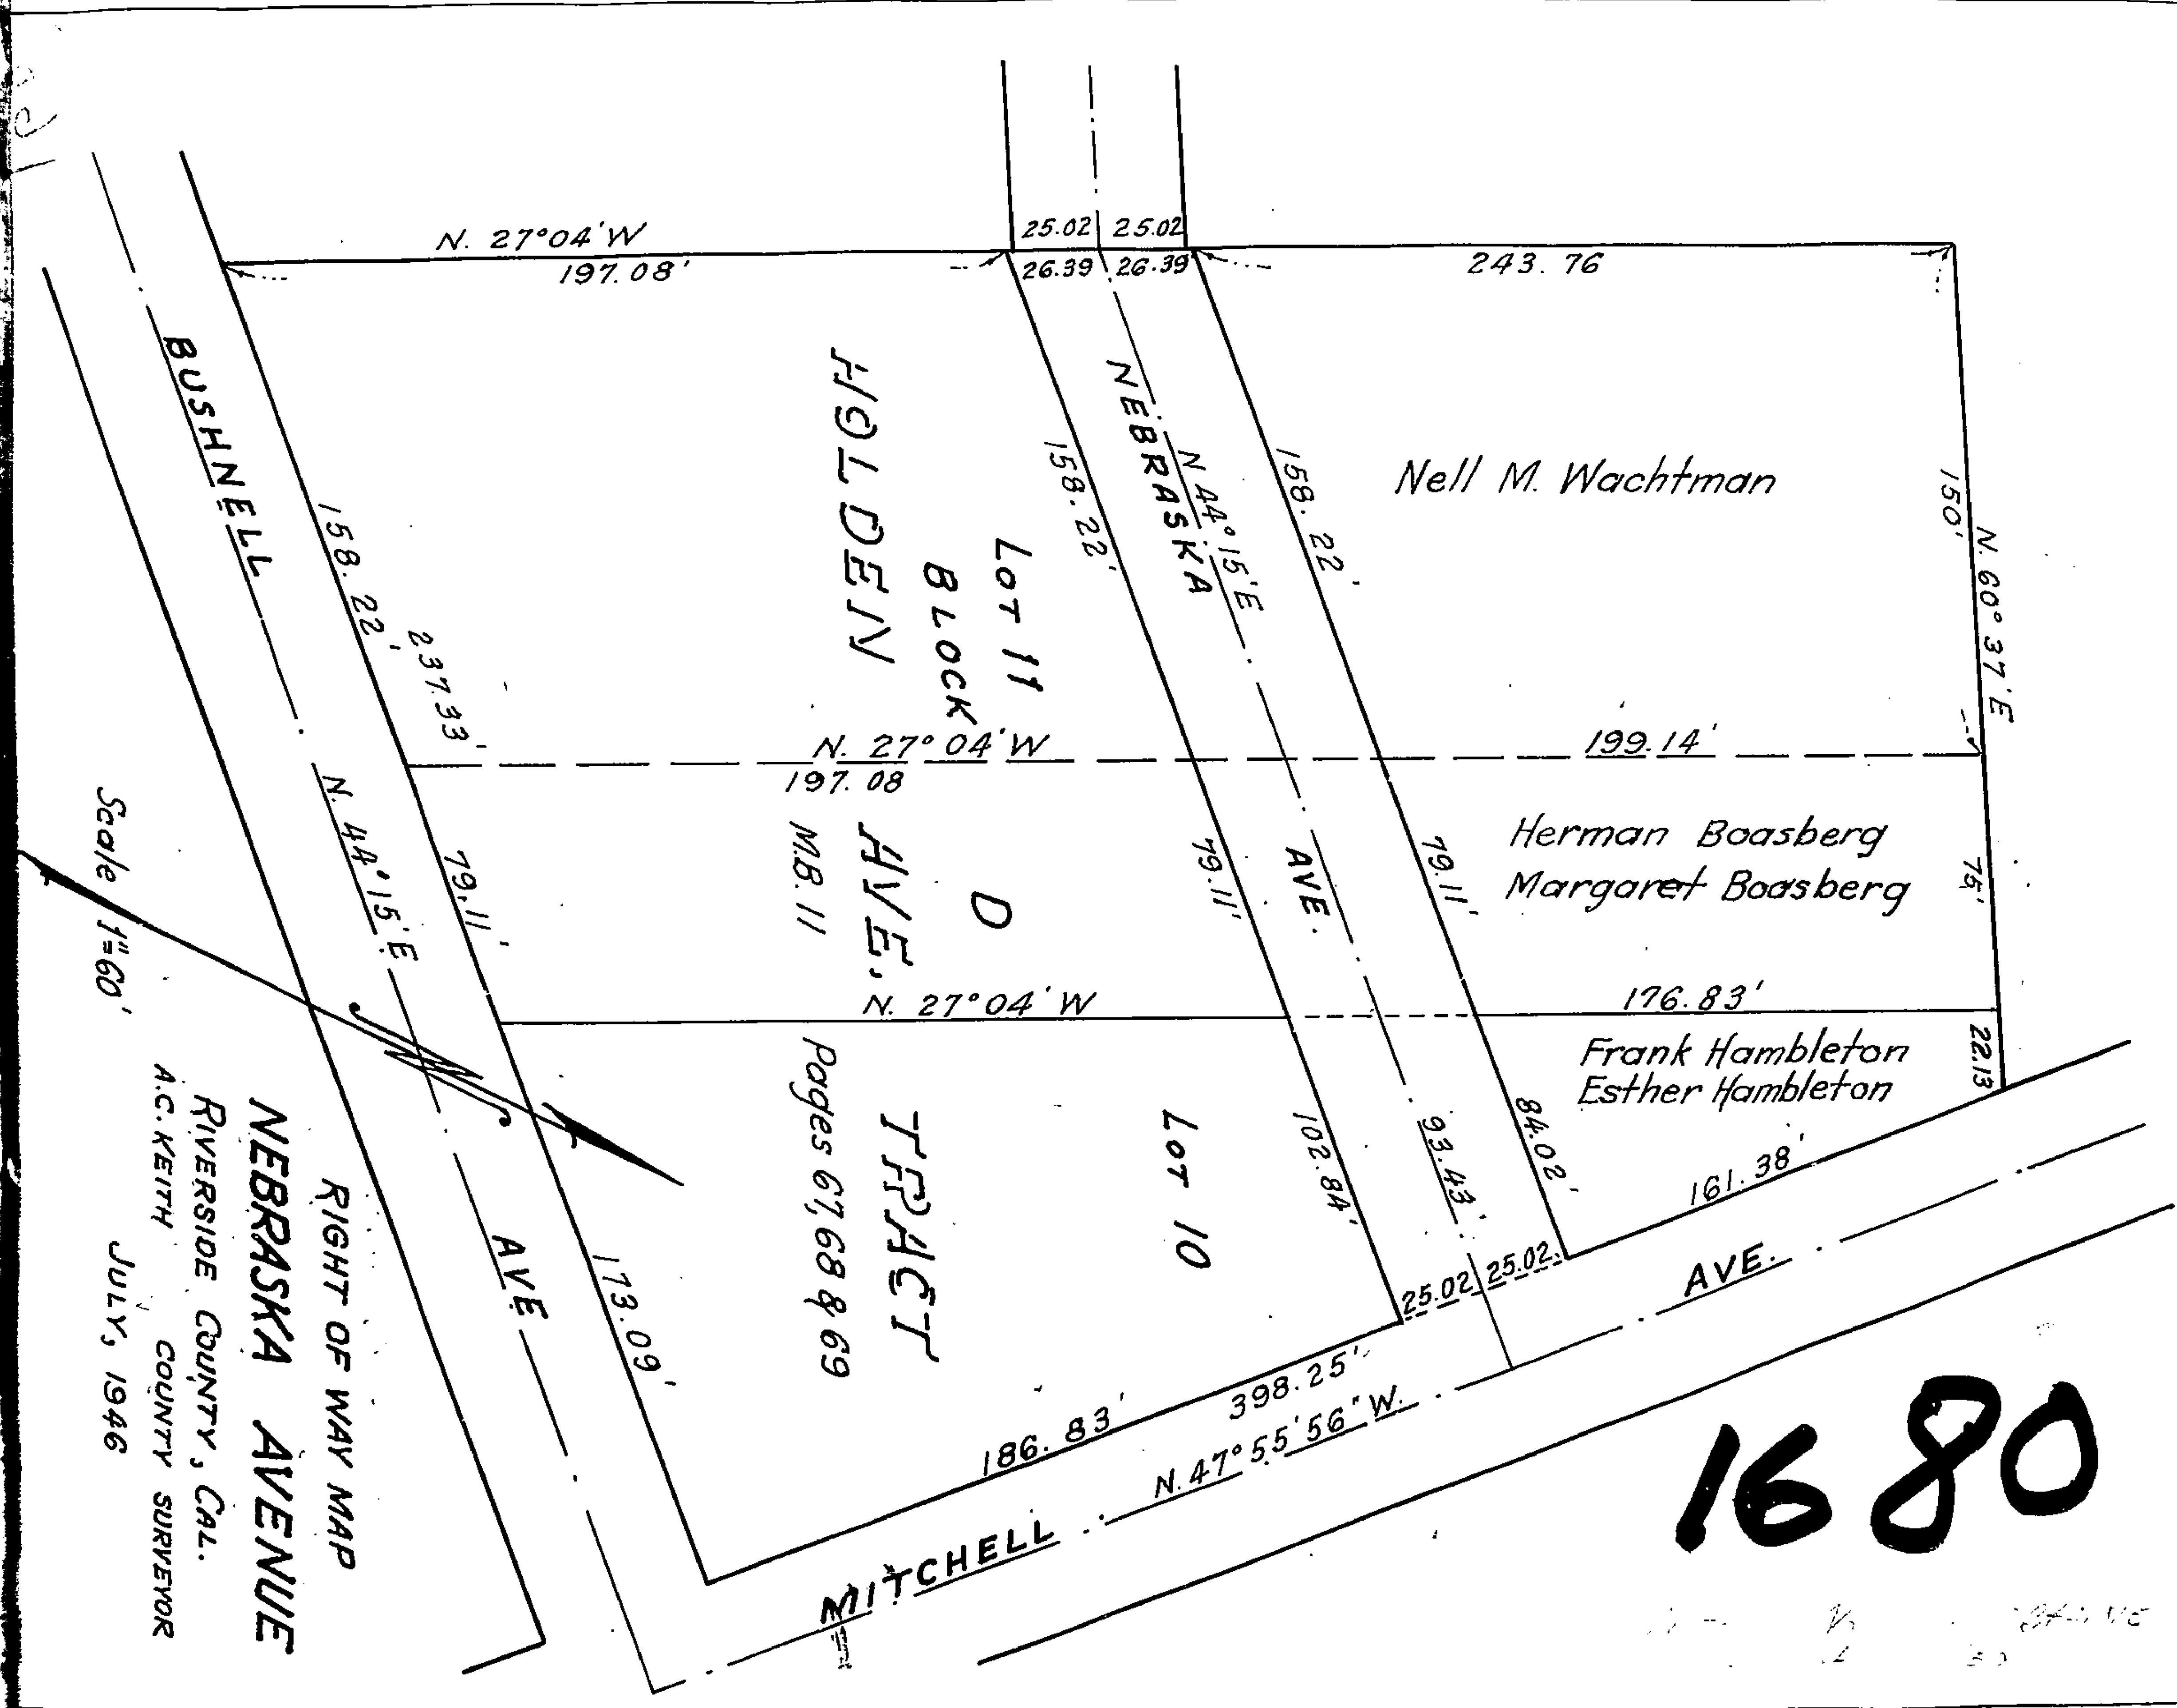 N. 27°04'W
197.08'
25.02
25.02
26.39
26.39
243.76
BUSHNELL
AVE
N. 44°15'E
158.22'
237.33'
79.11'
173.09'
HOLDEN
AVE.
TRACT
LOT 11
BLOCK
D
M.B. 11
Pages 67,68 & 69
LOT 10
158.22'
79.11'
102.84'
NEBRASKA
AVE.
N 44°15'E
93.43'
158.22'
79.11'
84.02'
Nell M. Wachtman
150'
N. 60°37'E
N. 27°04'W
197.08
199.14'
Herman Boasberg
Margaret Boasberg
75'
N. 27°04'W
176.83'
Frank Hambleton
Esther Hambleton
22.13
161.38'
25.02
25.02
186.83'
398.25'
N. 47°55'56"W.
MITCHELL
AVE.
RIGHT OF WAY MAP
NEBRASKA AVENUE
RIVERSIDE COUNTY, CAL.
A.C. KEITH COUNTY SURVEYOR
JULY, 1946
Scale 1"=60'
1680